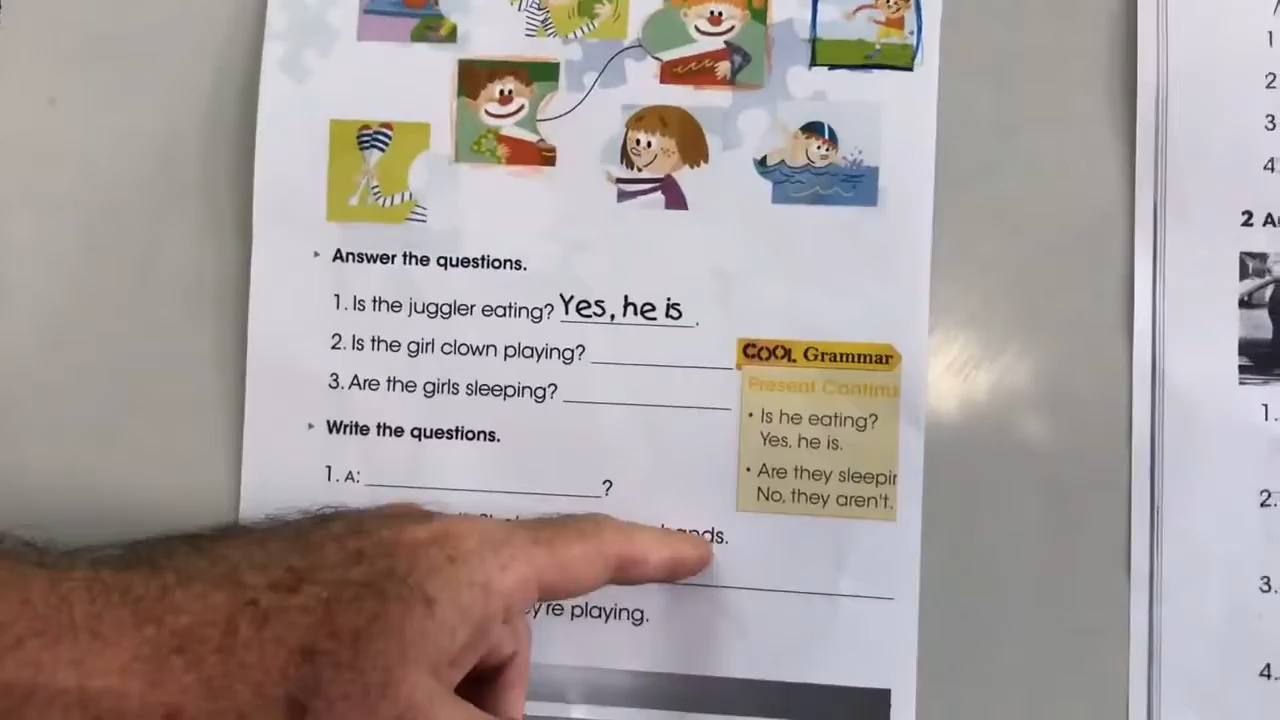 Answer the questions.
1. Is the juggler eating? Yes, he is.
2. Is the girl clown playing?
3. Are the girls sleeping?
COOL Grammar
Present Continu
• Is he eating?
Yes, he is.
• Are they sleepin
No, they aren't.
Write the questions.
1. A: ?
hands.
y're playing.
1
2
3
4.
2 A
1.
2.
3.
4.